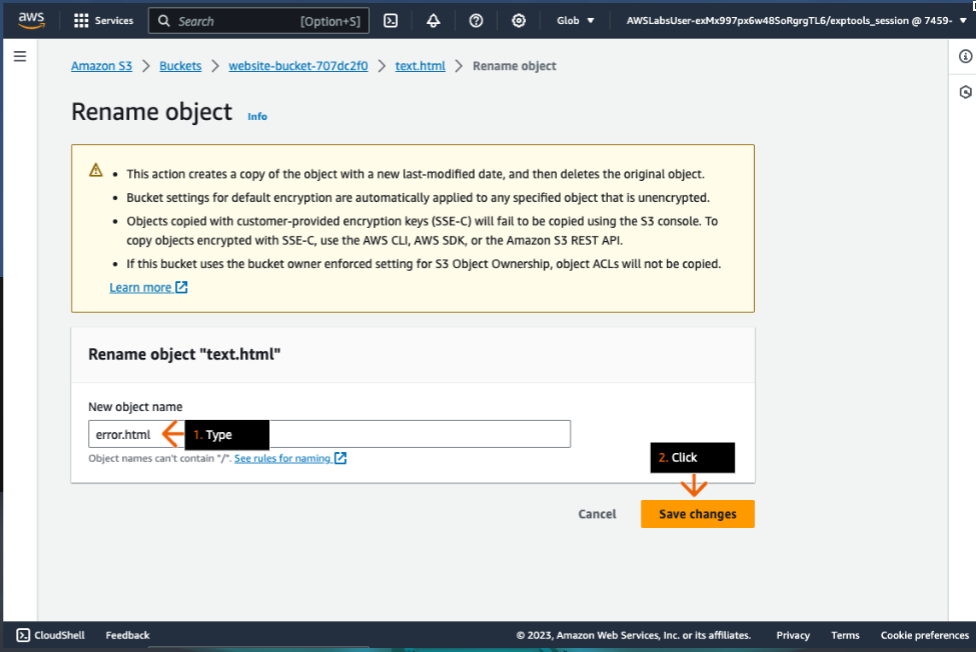 aws
Services
Search [Option+S]
Glob
AWSLabsUser-exMx997px6w48SoRgrgTL6/exptools_session @ 7459-
Amazon S3 > Buckets > website-bucket-707dc2f0 > text.html > Rename object
Rename object Info
• This action creates a copy of the object with a new last-modified date, and then deletes the original object.
• Bucket settings for default encryption are automatically applied to any specified object that is unencrypted.
• Objects copied with customer-provided encryption keys (SSE-C) will fail to be copied using the S3 console. To
copy objects encrypted with SSE-C, use the AWS CLI, AWS SDK, or the Amazon S3 REST API.
• If this bucket uses the bucket owner enforced setting for S3 Object Ownership, object ACLs will not be copied.
Learn more
Rename object "text.html"
New object name
error.html
1. Type
Object names can't contain "/". See rules for naming
2. Click
Cancel
Save changes
CloudShell
Feedback
© 2023, Amazon Web Services, Inc. or its affiliates.
Privacy
Terms
Cookie preferences